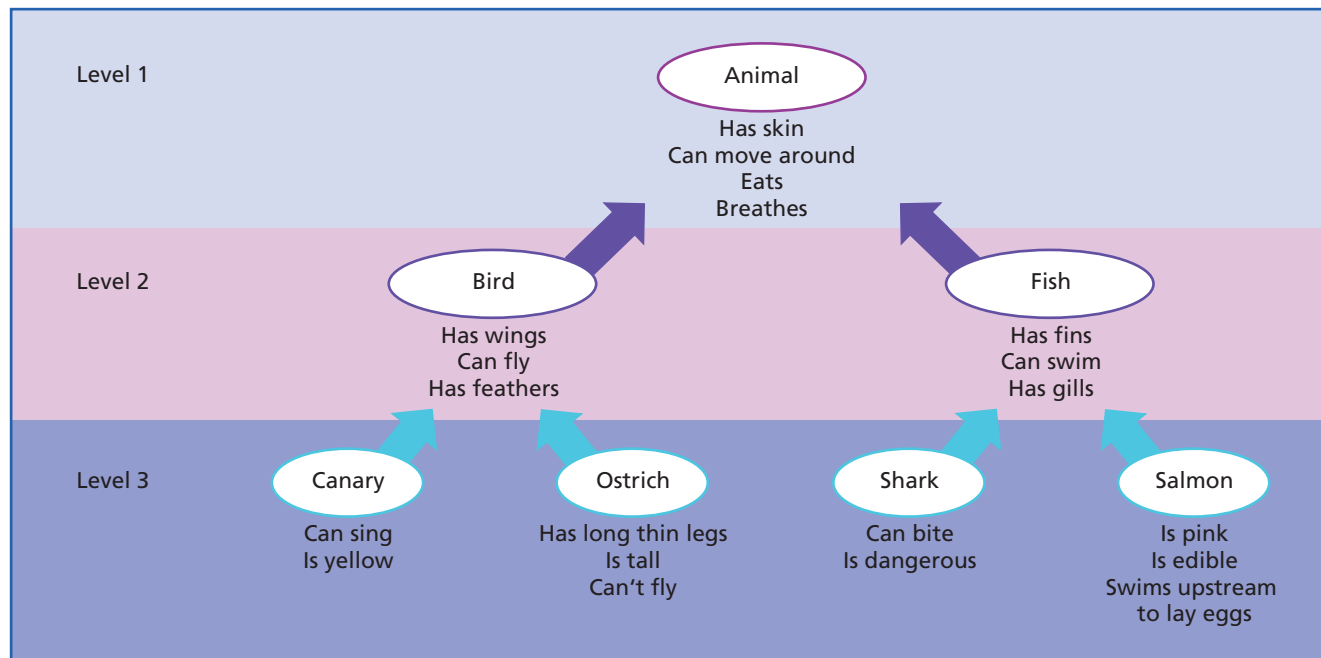 Level 1
Animal
Has skin
Can move around
Eats
Breathes
Level 2
Bird
Has wings
Can fly
Has feathers
Fish
Has fins
Can swim
Has gills
Level 3
Canary
Can sing
Is yellow
Ostrich
Has long thin legs
Is tall
Can‘t fly
Shark
Can bite
Is dangerous
Salmon
Is pink
Is edible
Swims upstream
to lay eggs